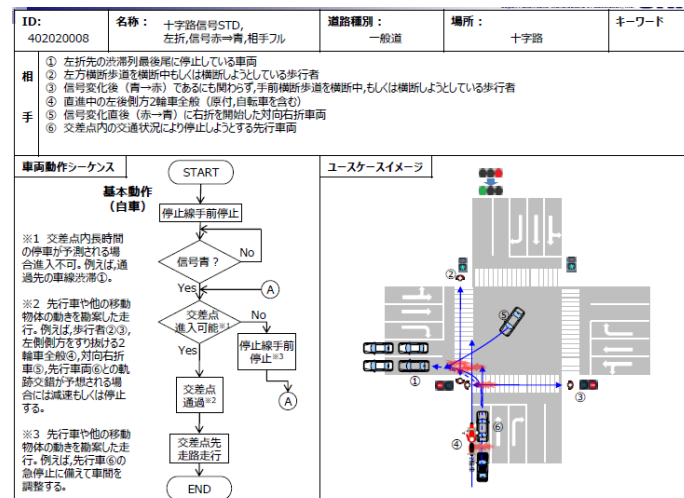 ID:
402020008
名称：
十字路信号STD,
左折,信号赤⇒青,相手フル
道路種別：
一般道
場所：
十字路
キーワード
相手
① 左折先の渋滞列最後尾に停止している車両
② 左方横断歩道を横断中もしくは横断しようとしている歩行者
③ 信号変化後（青→赤）であるにも関わらず,手前横断歩道を横断中,もしくは横断しようとしている歩行者
④ 直進中の左後側方2輪車全般（原付,自転車を含む）
⑤ 信号変化直後（赤→青）に右折を開始した対向右折車両
⑥ 交差点内の交通状況により停止しようとする先行車両
車両動作シーケンス
START
基本動作
（自車）
停止線手前停止
信号青？
No
Yes
A
交差点
進入可能※1
No
Yes
停止線手前
停止※3
A
交差点
通過※2
交差点先
走路走行
END
※1 交差点内長時間
の停車が予測される場
合進入不可。例えば,通
過先の車線渋滞①。
※2 先行車や他の移動
物体の動きを勘案した走
行。例えば,歩行者②③,
左側側方をすり抜ける2
輪車全般④,対向右折
車⑤,先行車両⑥との軌
跡交錯が予想される場
合には減速もしくは停止
する。
※3 先行車や他の移動
物体の動きを勘案した走
行。例えば,先行車⑥の
急停止に備えて車間を
調整する。
ユースケースイメージ
②
⑤
①
③
⑥
④